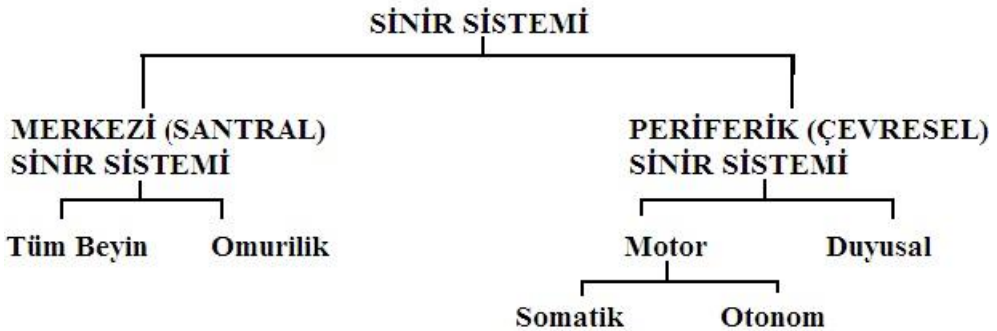 SİNİR SİSTEMİ
MERKEZİ (SANTRAL)
SİNİR SİSTEMİ
PERİFERİK (ÇEVRESEL)
SİNİR SİSTEMİ
Tüm Beyin
Omurilik
Motor
Duyusal
Somatik
Otonom